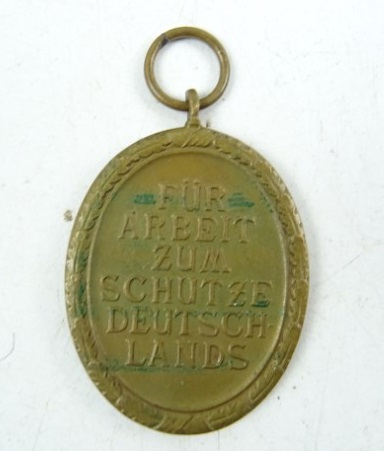 FÜR
ARBEIT
ZUM
SCHUTZE
DEUTSCH-
LANDS